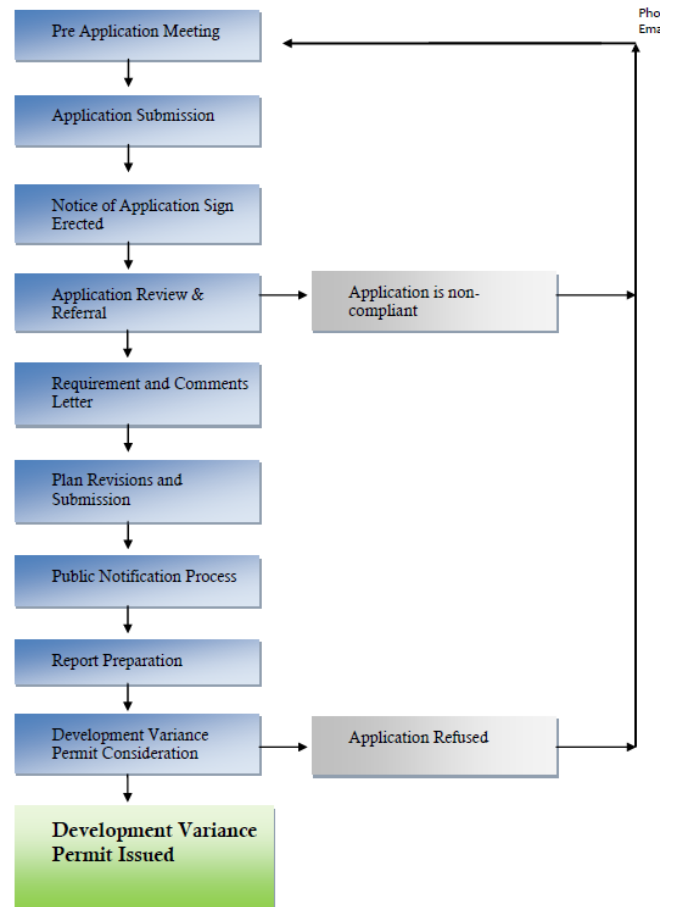 Pho
Ema
Pre Application Meeting
Application Submission
Notice of Application Sign
Erected
Application Review &
Referral
Application is non-
compliant
Requirement and Comments
Letter
Plan Revisions and
Submission
Public Notification Process
Report Preparation
Development Variance
Permit Consideration
Application Refused
Development Variance
Permit Issued